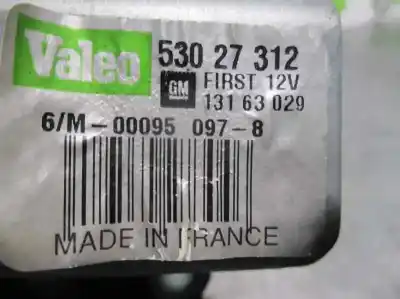 Valeo 530 27 312
GM FIRST 12V
131 63 029
6/M-00095 097-8
MADE IN FRANCE